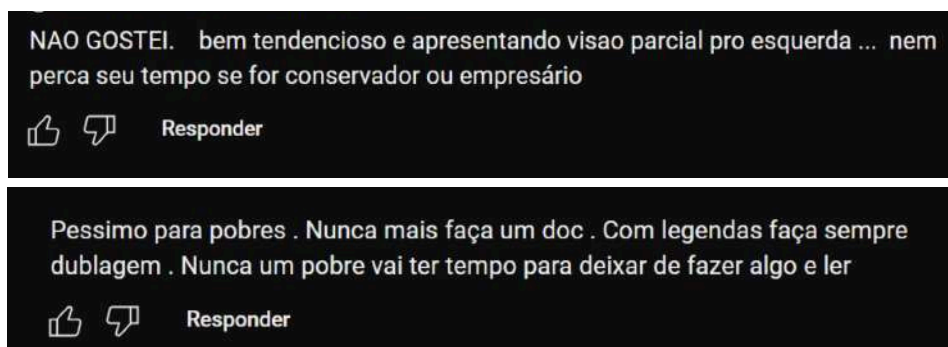 NAO GOSTEI. bem tendencioso e apresentando visao parcial pro esquerda ... nem
perca seu tempo se for conservador ou empresário
Responder
Pessimo para pobres . Nunca mais faça um doc . Com legendas faça sempre
dublagem . Nunca um pobre vai ter tempo para deixar de fazer algo e ler
Responder